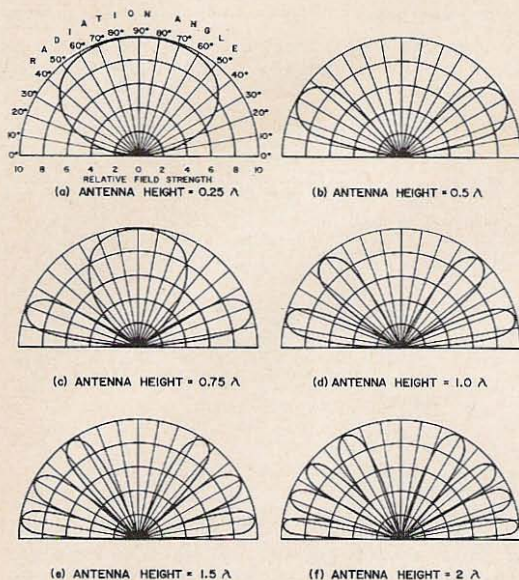 RADIATION ANGLE
0° 10° 20° 30° 40° 50° 60° 70° 80° 90° 80° 70° 60° 50° 40° 30° 20° 10° 0°
10 8 6 4 2 0 2 4 6 8 10
RELATIVE FIELD STRENGTH
(a) ANTENNA HEIGHT = 0.25 λ
(b) ANTENNA HEIGHT = 0.5 λ
(c) ANTENNA HEIGHT = 0.75 λ
(d) ANTENNA HEIGHT = 1.0 λ
(e) ANTENNA HEIGHT = 1.5 λ
(f) ANTENNA HEIGHT = 2 λ